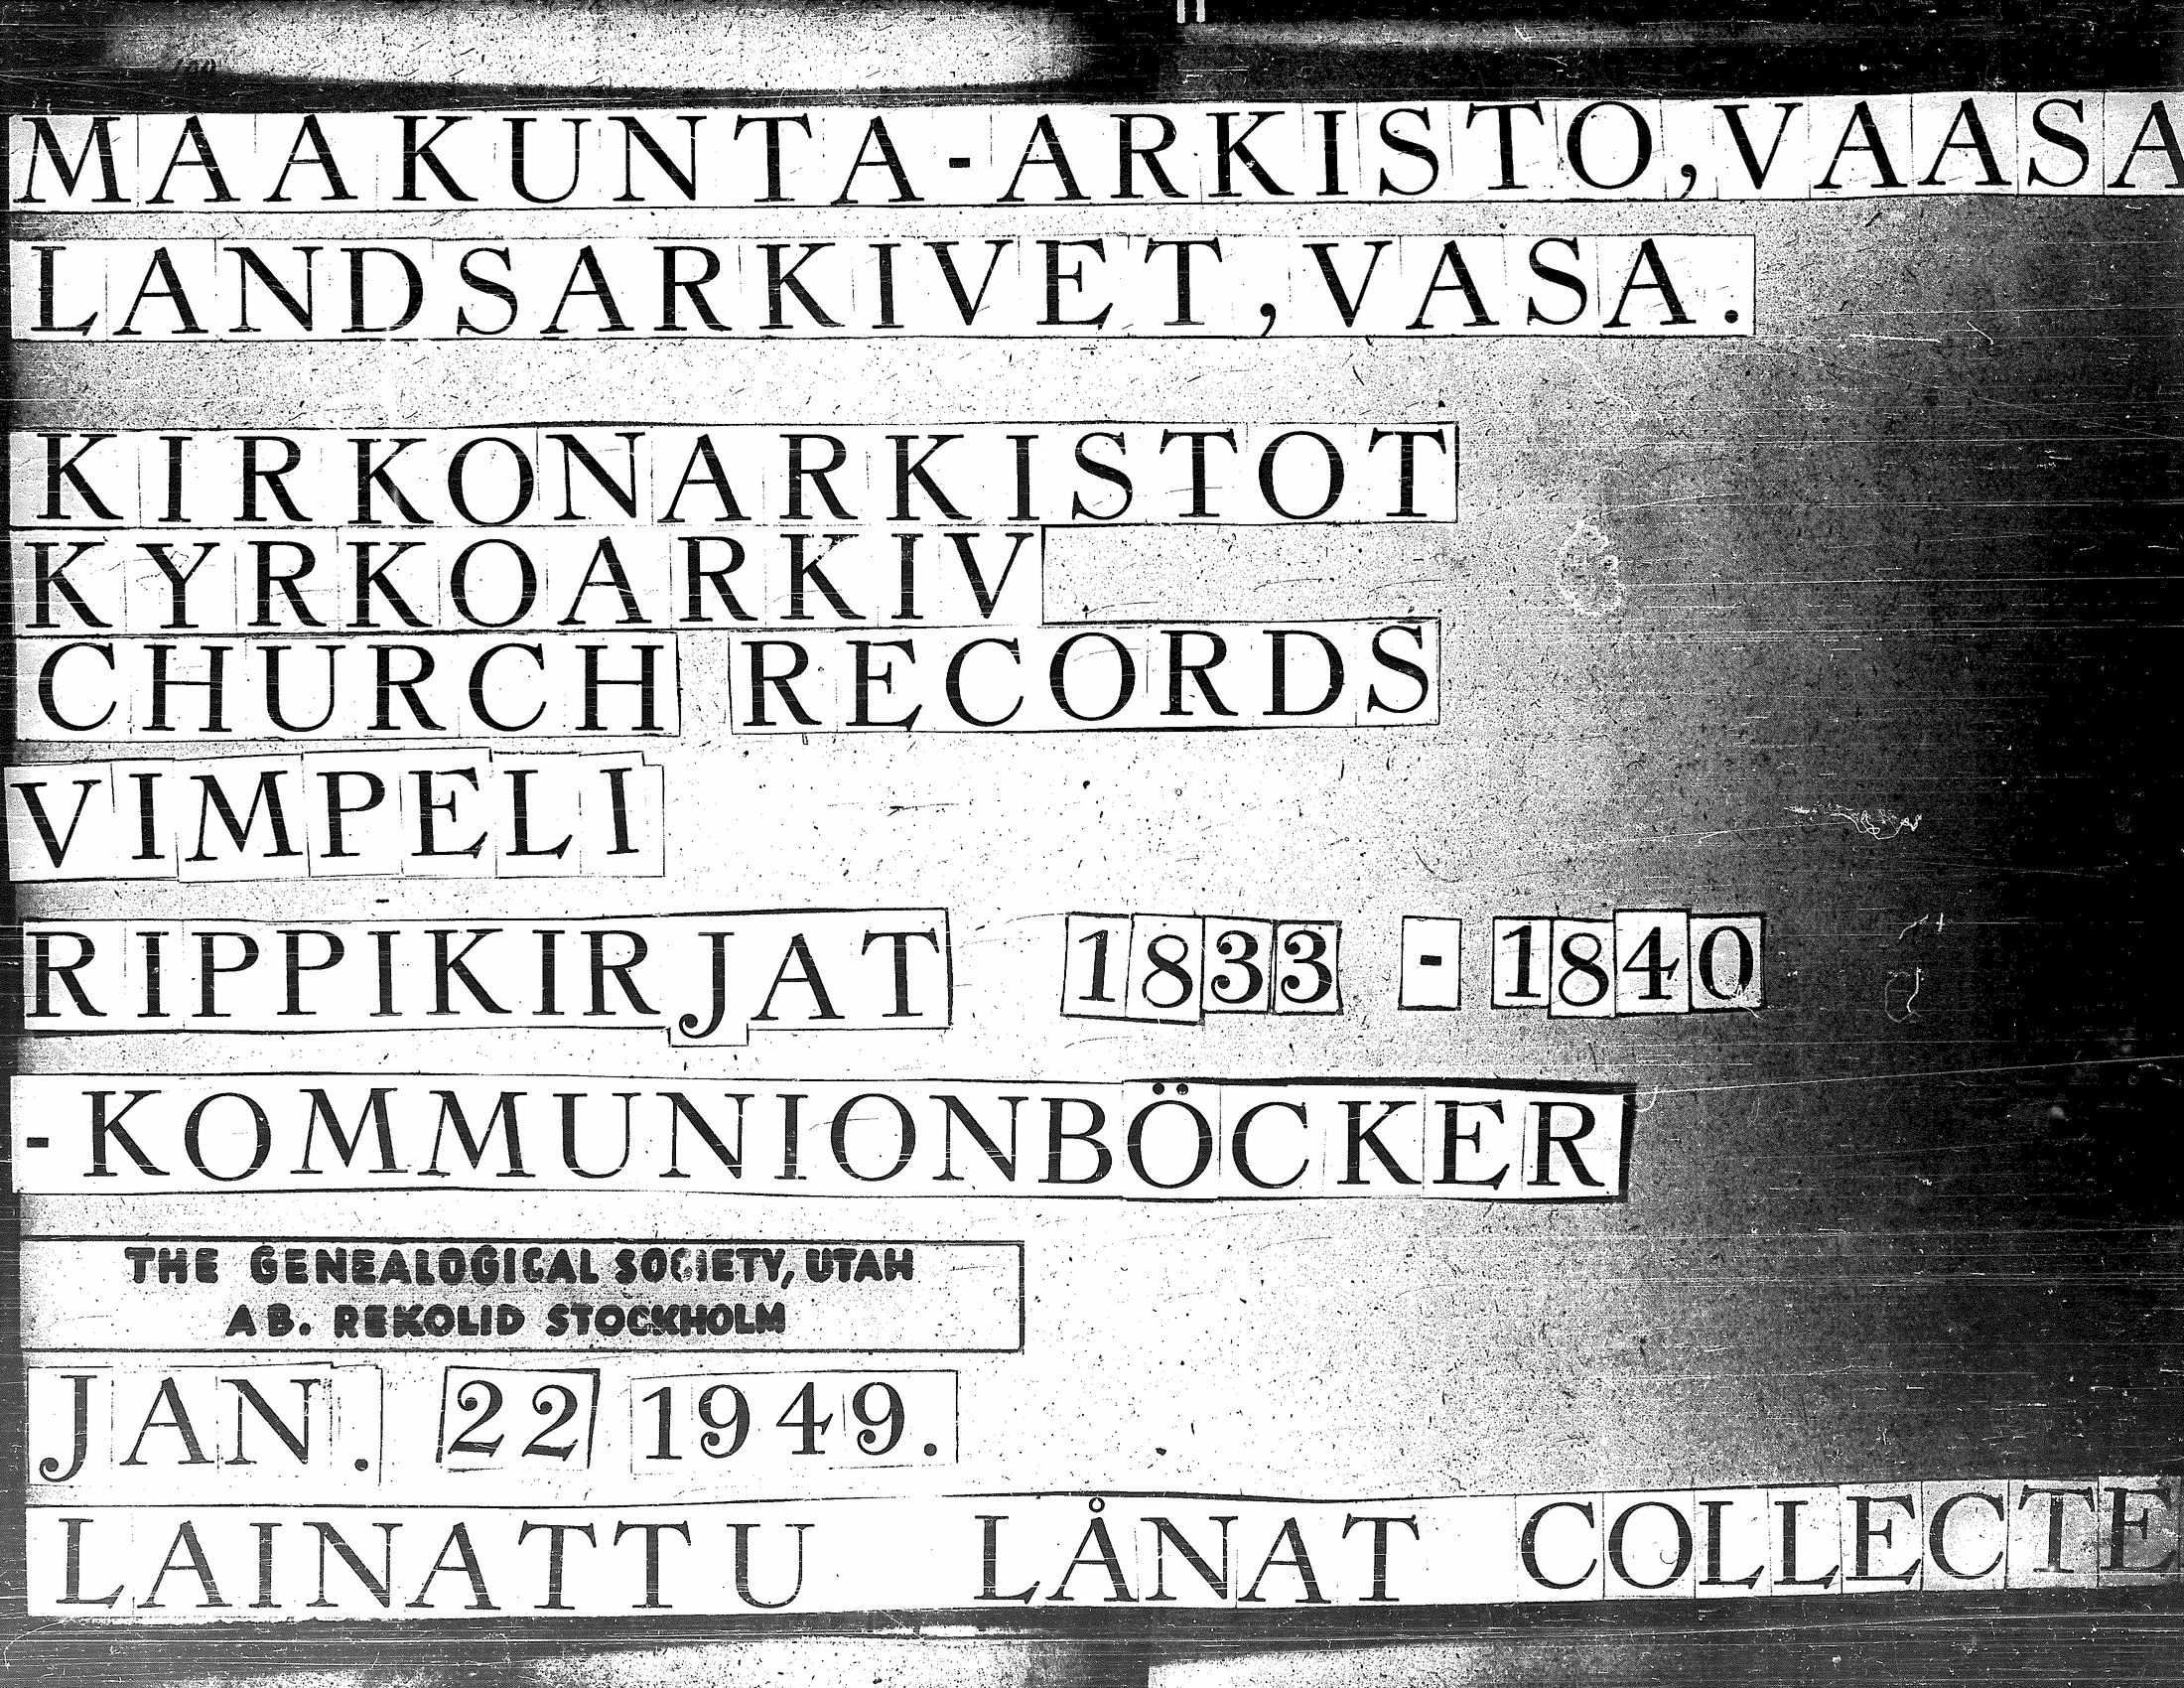 MAAKUNTA-ARKISTO, VAASA
LANDSARKIVET, VASA.
KIRKONARKISTOT
KYRKOARKIV
CHURCH RECORDS
VIMPELI
RIPPIKIRJAT 1833 - 1840
-KOMMUNIONBÖCKER
THE GENEALOGICAL SOCIETY, UTAH
AB. REKOLID STOCKHOLM
JAN. 22 1949.
LAINATTU LÅNAT COLLECTE